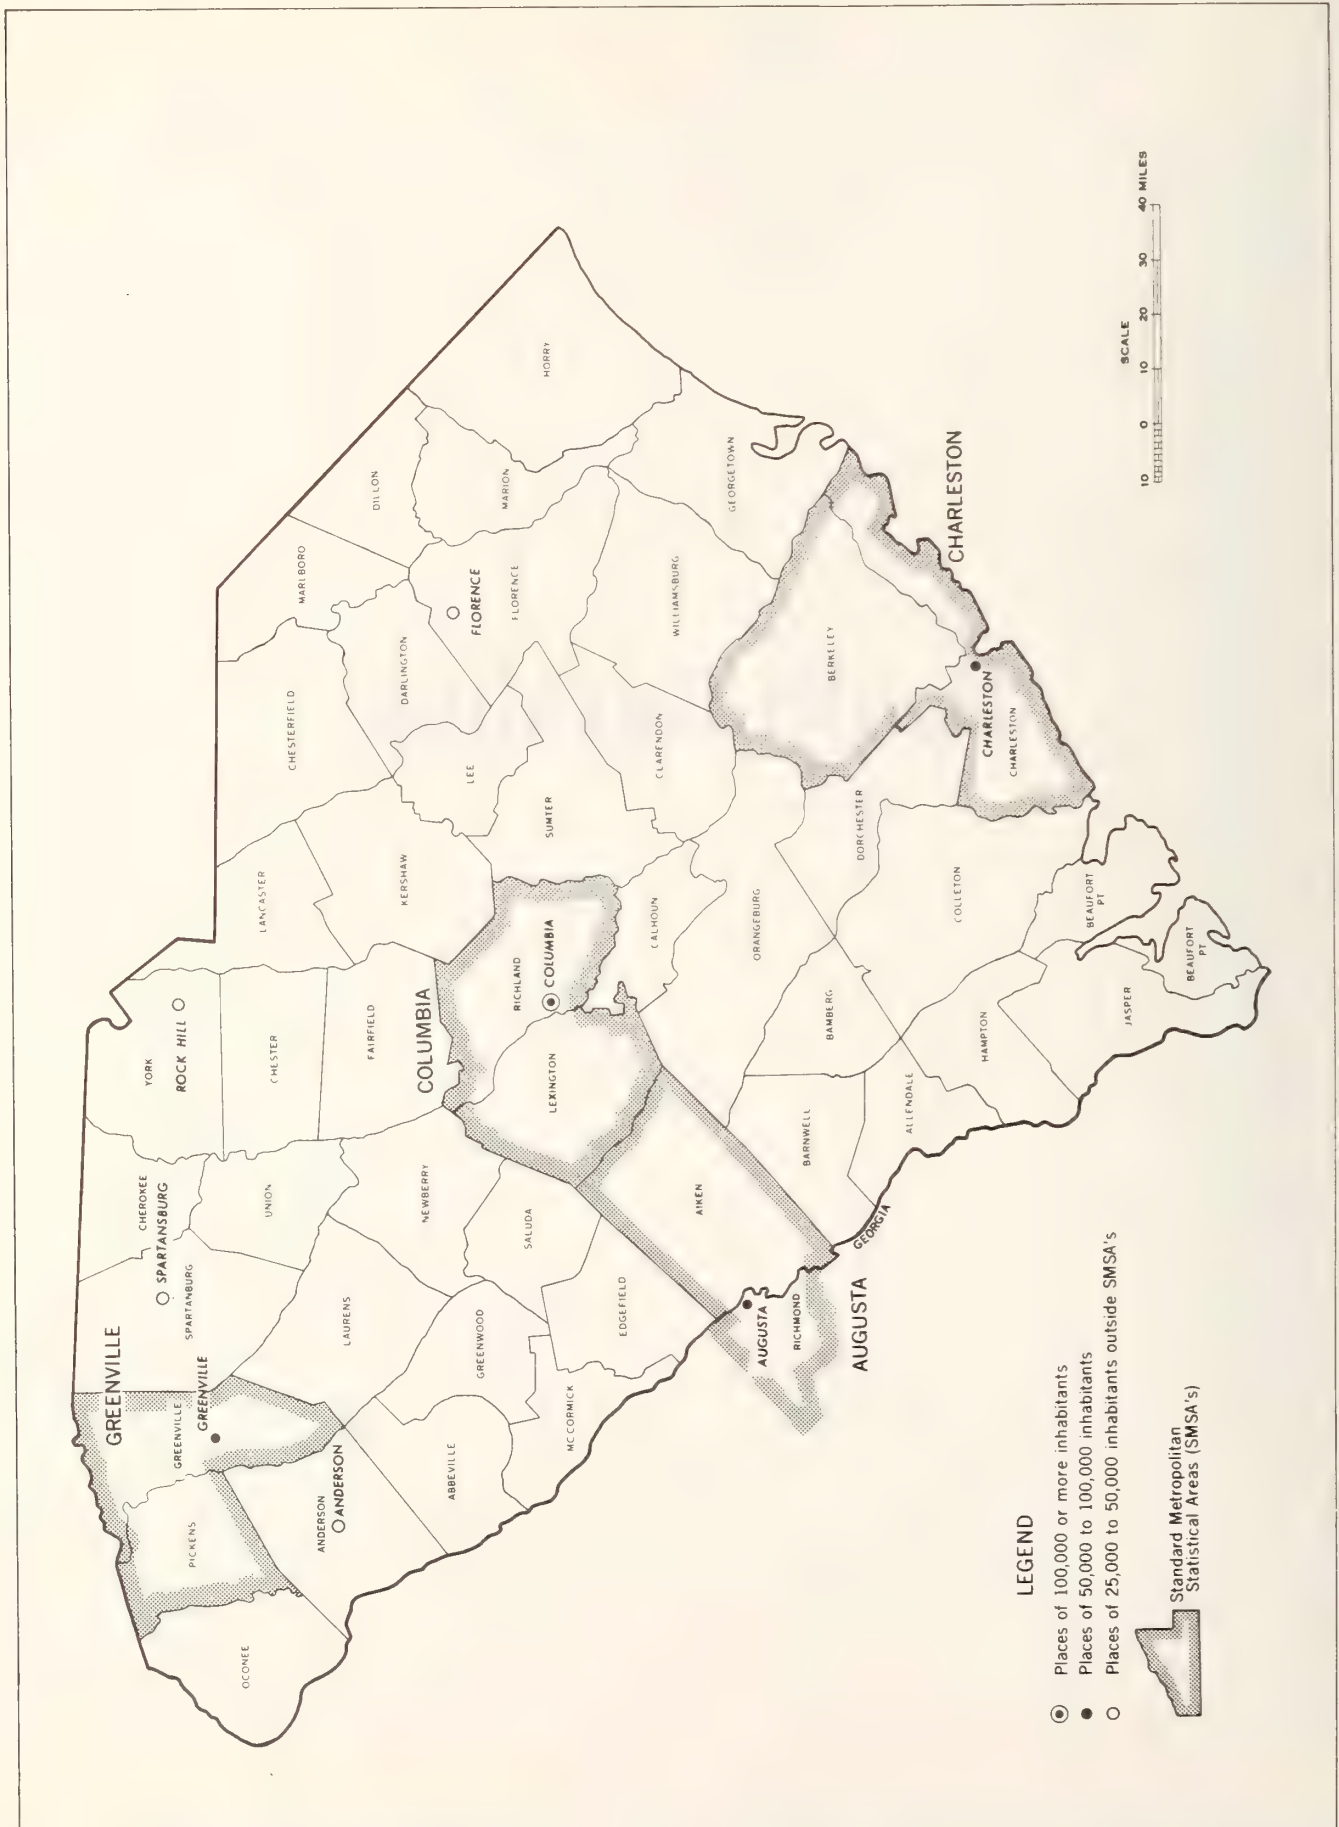 GREENVILLE
COLUMBIA
AUGUSTA
CHARLESTON
OCONEE
PICKENS
GREENVILLE
GREENVILLE
ANDERSON
ANDERSON
SPARTANBURG
SPARTANSBURG
CHEROKEE
YORK
ROCK HILL
UNION
CHESTER
LANCASTER
CHESTERFIELD
MARLBORO
DILLON
HORRY
MARION
FLORENCE
FLORENCE
DARLINGTON
LEE
KERSHAW
FAIRFIELD
NEWBERRY
LAURENS
ABBEVILLE
GREENWOOD
MC CORMICK
SALUDA
EDGEFIELD
LEXINGTON
RICHLAND
COLUMBIA
SUMTER
CLARENDON
WILLIAMSBURG
GEORGETOWN
BERKELEY
CHARLESTON
CHARLESTON
DORCHESTER
COLLETON
ORANGEBURG
CALHOUN
AIKEN
AUGUSTA
RICHMOND
GEORGIA
BARNWELL
BAMBERG
ALLENDALE
HAMPTON
JASPER
BEAUFORT
PT
BEAUFORT
PT
LEGEND
Places of 100,000 or more inhabitants
Places of 50,000 to 100,000 inhabitants
Places of 25,000 to 50,000 inhabitants outside SMSA's
Standard Metropolitan
Statistical Areas (SMSA's)
SCALE
10 0 10 20 30 40 MILES